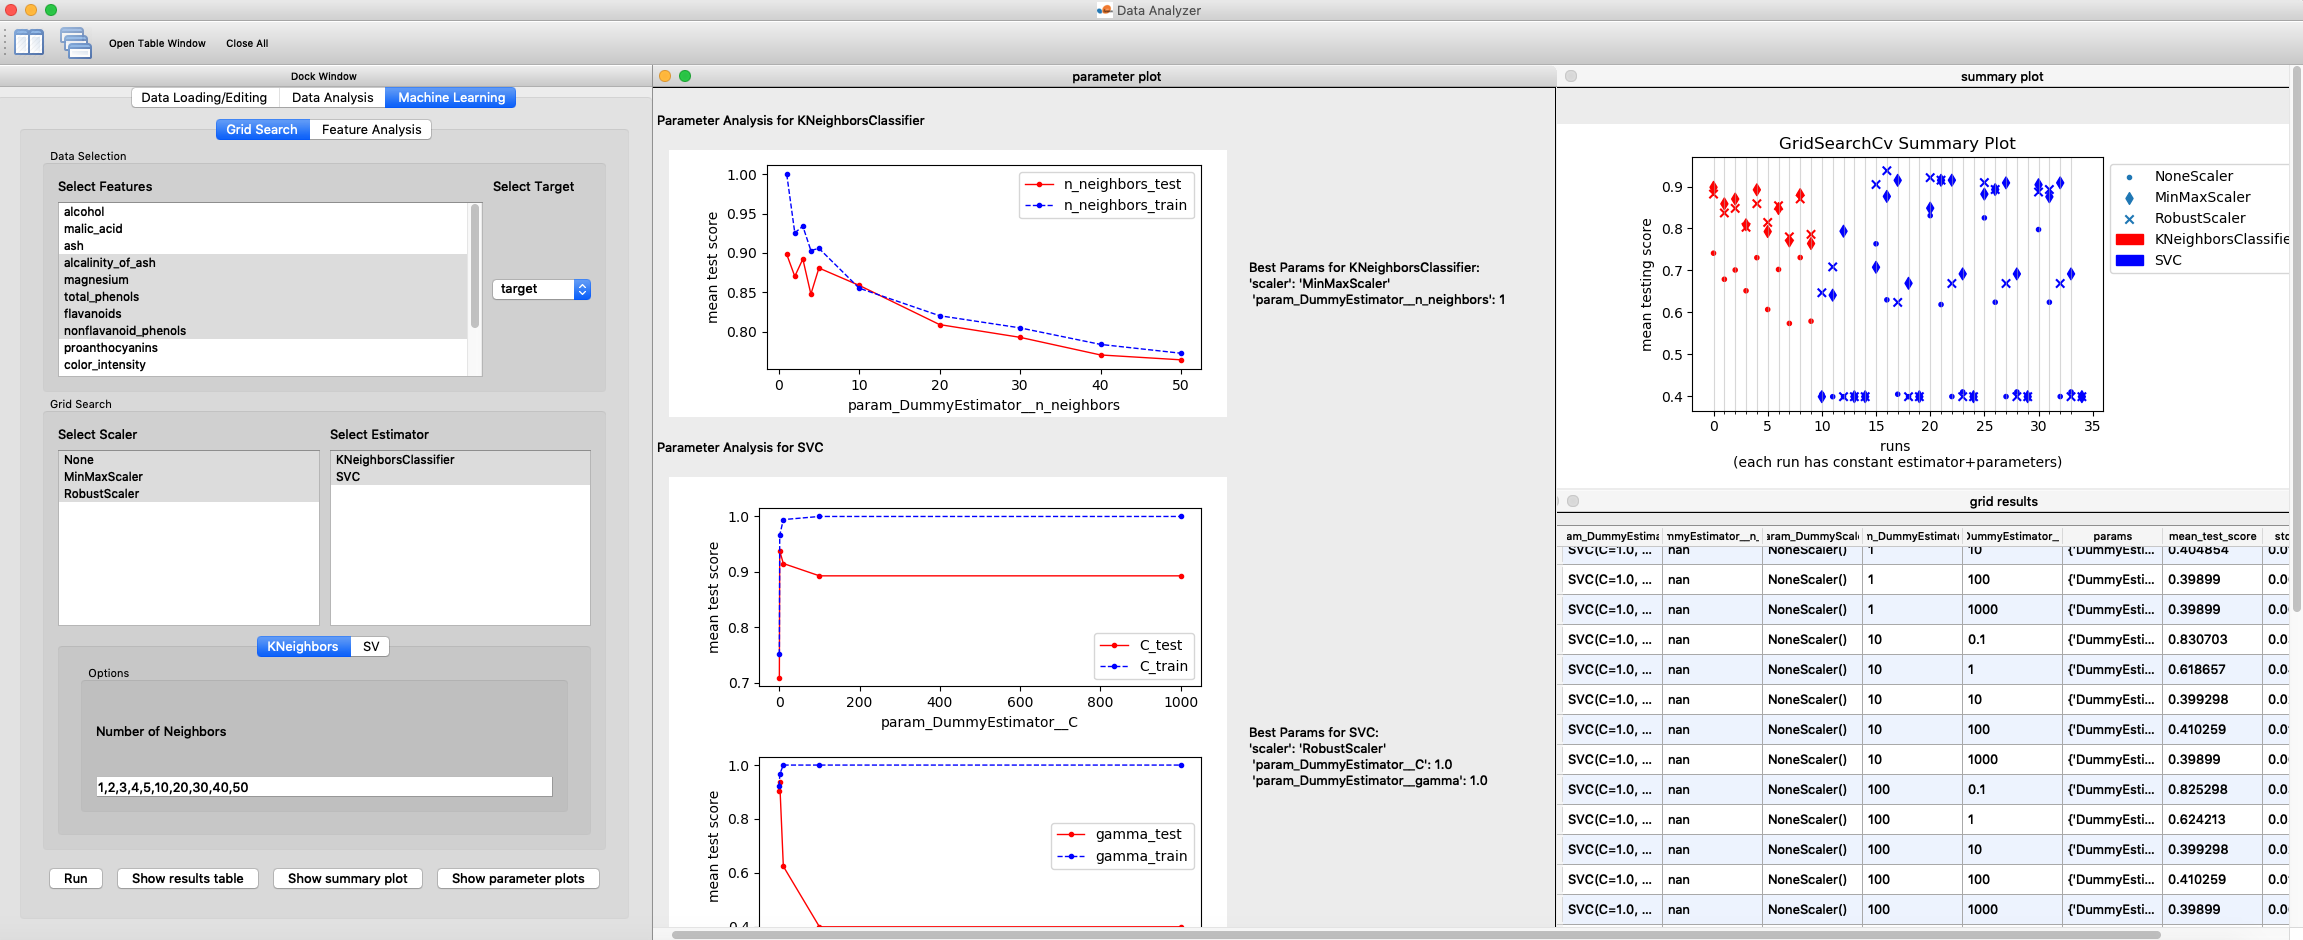 Data Analyzer
Open Table Window
Close All
Dock Window
Data Loading/Editing
Data Analysis
Machine Learning
Grid Search
Feature Analysis
Data Selection
Select Features
Select Target
alcohol
malic_acid
ash
alcalinity_of_ash
magnesium
total_phenols
flavanoids
nonflavanoid_phenols
proanthocyanins
color_intensity
target
Grid Search
Select Scaler
Select Estimator
None
MinMaxScaler
RobustScaler
KNeighborsClassifier
SVC
KNeighbors
SV
Options
Number of Neighbors
1,2,3,4,5,10,20,30,40,50
Run
Show results table
Show summary plot
Show parameter plots
parameter plot
Parameter Analysis for KNeighborsClassifier
mean test score
1.00
0.95
0.90
0.85
0.80
n_neighbors_test
n_neighbors_train
0 10 20 30 40 50
param_DummyEstimator__n_neighbors
Best Params for KNeighborsClassifier:
'scaler': 'MinMaxScaler'
'param_DummyEstimator__n_neighbors': 1
Parameter Analysis for SVC
mean test score
1.0
0.9
0.8
0.7
C_test
C_train
0 200 400 600 800 1000
param_DummyEstimator__C
Best Params for SVC:
'scaler': 'RobustScaler'
'param_DummyEstimator__C': 1.0
'param_DummyEstimator__gamma': 1.0
mean test score
1.0
0.8
0.6
0.4
gamma_test
gamma_train
summary plot
GridSearchCv Summary Plot
mean testing score
0.9
0.8
0.7
0.6
0.5
0.4
NoneScaler
MinMaxScaler
RobustScaler
KNeighborsClassifie
SVC
0 5 10 15 20 25 30 35
runs
(each run has constant estimator+parameters)
grid results
am_DummyEstima mmyEstimator__n_ aram_DummyScal n_DummyEstimat DummyEstimator_ params mean_test_score std
SVC(C=1.0, ... nan NoneScaler() 1 10 {'DummyEsti... 0.404854 0.0
SVC(C=1.0, ... nan NoneScaler() 1 100 {'DummyEsti... 0.39899 0.0
SVC(C=1.0, ... nan NoneScaler() 1 1000 {'DummyEsti... 0.39899 0.0
SVC(C=1.0, ... nan NoneScaler() 10 0.1 {'DummyEsti... 0.830703 0.0
SVC(C=1.0, ... nan NoneScaler() 10 1 {'DummyEsti... 0.618657 0.0
SVC(C=1.0, ... nan NoneScaler() 10 10 {'DummyEsti... 0.399298 0.0
SVC(C=1.0, ... nan NoneScaler() 10 100 {'DummyEsti... 0.410259 0.0
SVC(C=1.0, ... nan NoneScaler() 10 1000 {'DummyEsti... 0.39899 0.0
SVC(C=1.0, ... nan NoneScaler() 100 0.1 {'DummyEsti... 0.825298 0.0
SVC(C=1.0, ... nan NoneScaler() 100 1 {'DummyEsti... 0.624213 0.0
SVC(C=1.0, ... nan NoneScaler() 100 10 {'DummyEsti... 0.399298 0.0
SVC(C=1.0, ... nan NoneScaler() 100 100 {'DummyEsti... 0.410259 0.0
SVC(C=1.0, ... nan NoneScaler() 100 1000 {'DummyEsti... 0.39899 0.0